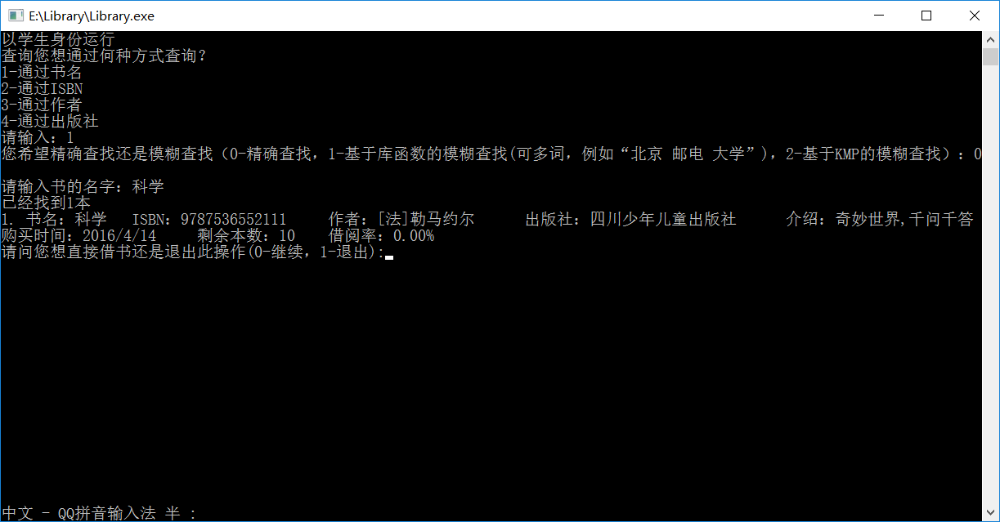 E:\Library\Library.exe
以学生身份运行
查询您想通过何种方式查询？
1-通过书名
2-通过ISBN
3-通过作者
4-通过出版社
请输入：1
您希望精确查找还是模糊查找（0-精确查找，1-基于库函数的模糊查找(可多词，例如“北京 邮电 大学”)，2-基于KMP的模糊查找）：0
请输入书的名字：科学
已经找到1本
1. 书名：科学 ISBN：9787536552111 作者：[法]勒马约尔 出版社：四川少年儿童出版社 介绍：奇妙世界,千问千答
购买时间：2016/4/14 剩余本数：10 借阅率：0.00%
请问您想直接借书还是退出此操作(0-继续，1-退出):
中文 - QQ拼音输入法 半 :